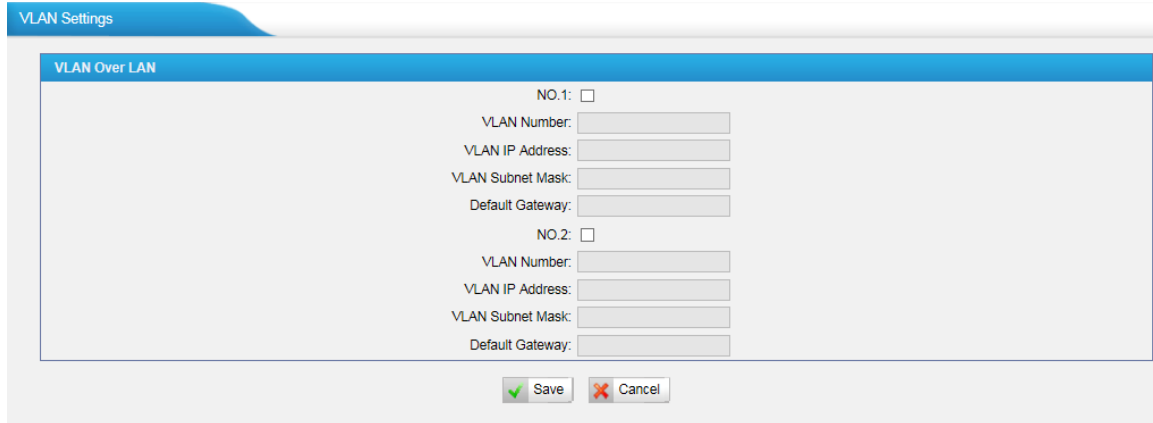 VLAN Settings
VLAN Over LAN
NO.1:
VLAN Number:
VLAN IP Address:
VLAN Subnet Mask:
Default Gateway:
NO.2:
VLAN Number:
VLAN IP Address:
VLAN Subnet Mask:
Default Gateway:
Save Cancel